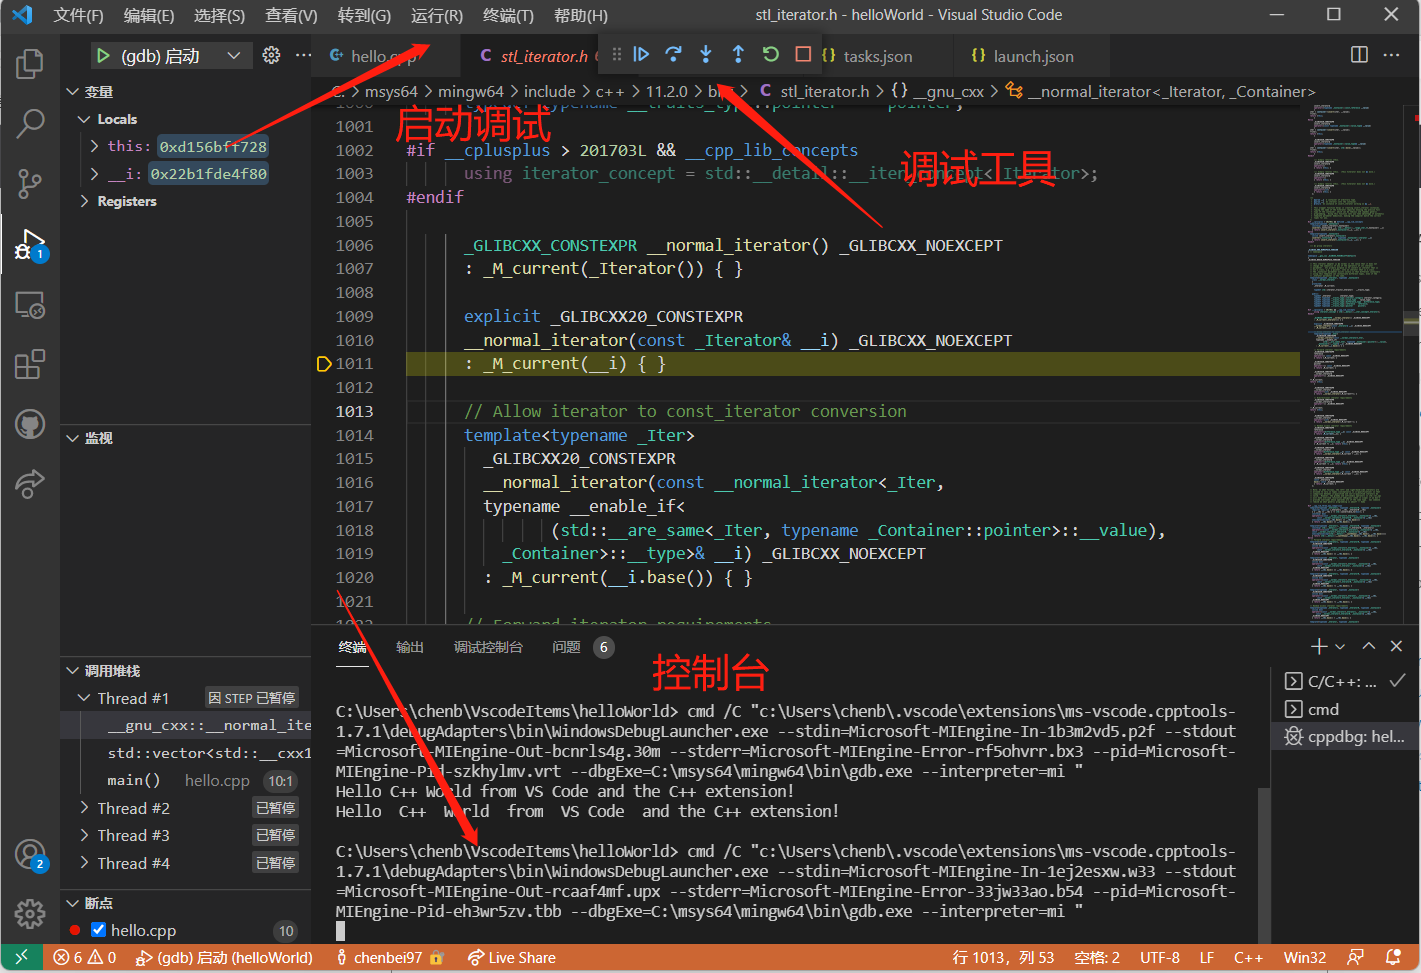 文件(F) 编辑(E) 选择(S) 查看(V) 转到(G) 运行(R) 终端(T) 帮助(H) stl_iterator.h - helloWorld - Visual Studio Code
(gdb) 启动
hello.cpp
stl_iterator.h
tasks.json
launch.json
msys64 > mingw64 > include > c++ > 11.2.0 > stl_iterator.h > {} __gnu_cxx > __normal_iterator<_Iterator, _Container>
启动调试
调试工具
控制台
变量
Locals
this: 0xd156bff728
__i: 0x22b1fde4f80
Registers
监视
调用堆栈
Thread #1 因 STEP 已暂停
__gnu_cxx::__normal_ite
std::vector<std::__cxx1
main() hello.cpp 10:1
Thread #2 已暂停
Thread #3 已暂停
Thread #4 已暂停
断点
hello.cpp 10
1
2
1001
1002 #if __cplusplus > 201703L && __cpp_lib_concepts
1003 using iterator_concept = std::__detail::__iter_concept<_Iterator>;
1004 #endif
1005
1006 _GLIBCXX_CONSTEXPR __normal_iterator() _GLIBCXX_NOEXCEPT
1007 : _M_current(_Iterator()) { }
1008
1009 explicit _GLIBCXX20_CONSTEXPR
1010 __normal_iterator(const _Iterator& __i) _GLIBCXX_NOEXCEPT
1011 : _M_current(__i) { }
1012
1013 // Allow iterator to const_iterator conversion
1014 template<typename _Iter>
1015 _GLIBCXX20_CONSTEXPR
1016 __normal_iterator(const __normal_iterator<_Iter,
1017 typename __enable_if<
1018 (std::__are_same<_Iter, typename _Container::pointer>::__value),
1019 _Container>::__type>& __i) _GLIBCXX_NOEXCEPT
1020 : _M_current(__i.base()) { }
1021
// Forward iterator requirements
终端 输出 调试控制台 问题 6
C:\Users\chenb\VscodeItems\helloWorld> cmd /C "c:\Users\chenb\.vscode\extensions\ms-vscode.cpptools-
1.7.1\debugAdapters\bin\WindowsDebugLauncher.exe --stdin=Microsoft-MIEngine-In-1b3m2vd5.p2f --stdout
=Microsoft-MIEngine-Out-bcnrls4g.30m --stderr=Microsoft-MIEngine-Error-rf5ohvrr.bx3 --pid=Microsoft-
MIEngine-Pid-szkhylmv.vrt --dbgExe=C:\msys64\mingw64\bin\gdb.exe --interpreter=mi "
Hello C++ World from VS Code and the C++ extension!
Hello C++ World from VS Code and the C++ extension!
C:\Users\chenb\VscodeItems\helloWorld> cmd /C "c:\Users\chenb\.vscode\extensions\ms-vscode.cpptools-
1.7.1\debugAdapters\bin\WindowsDebugLauncher.exe --stdin=Microsoft-MIEngine-In-1ej2esxw.w33 --stdout
=Microsoft-MIEngine-Out-rcaaf4mf.upx --stderr=Microsoft-MIEngine-Error-33jw33ao.b54 --pid=Microsoft-
MIEngine-Pid-eh3wr5zv.tbb --dbgExe=C:\msys64\mingw64\bin\gdb.exe --interpreter=mi "
C/C++: ...
cmd
cppdbg: hel...
6 0 (gdb) 启动 (helloWorld) chenbei97 Live Share 行 1013，列 53 空格: 2 UTF-8 LF C++ Win32